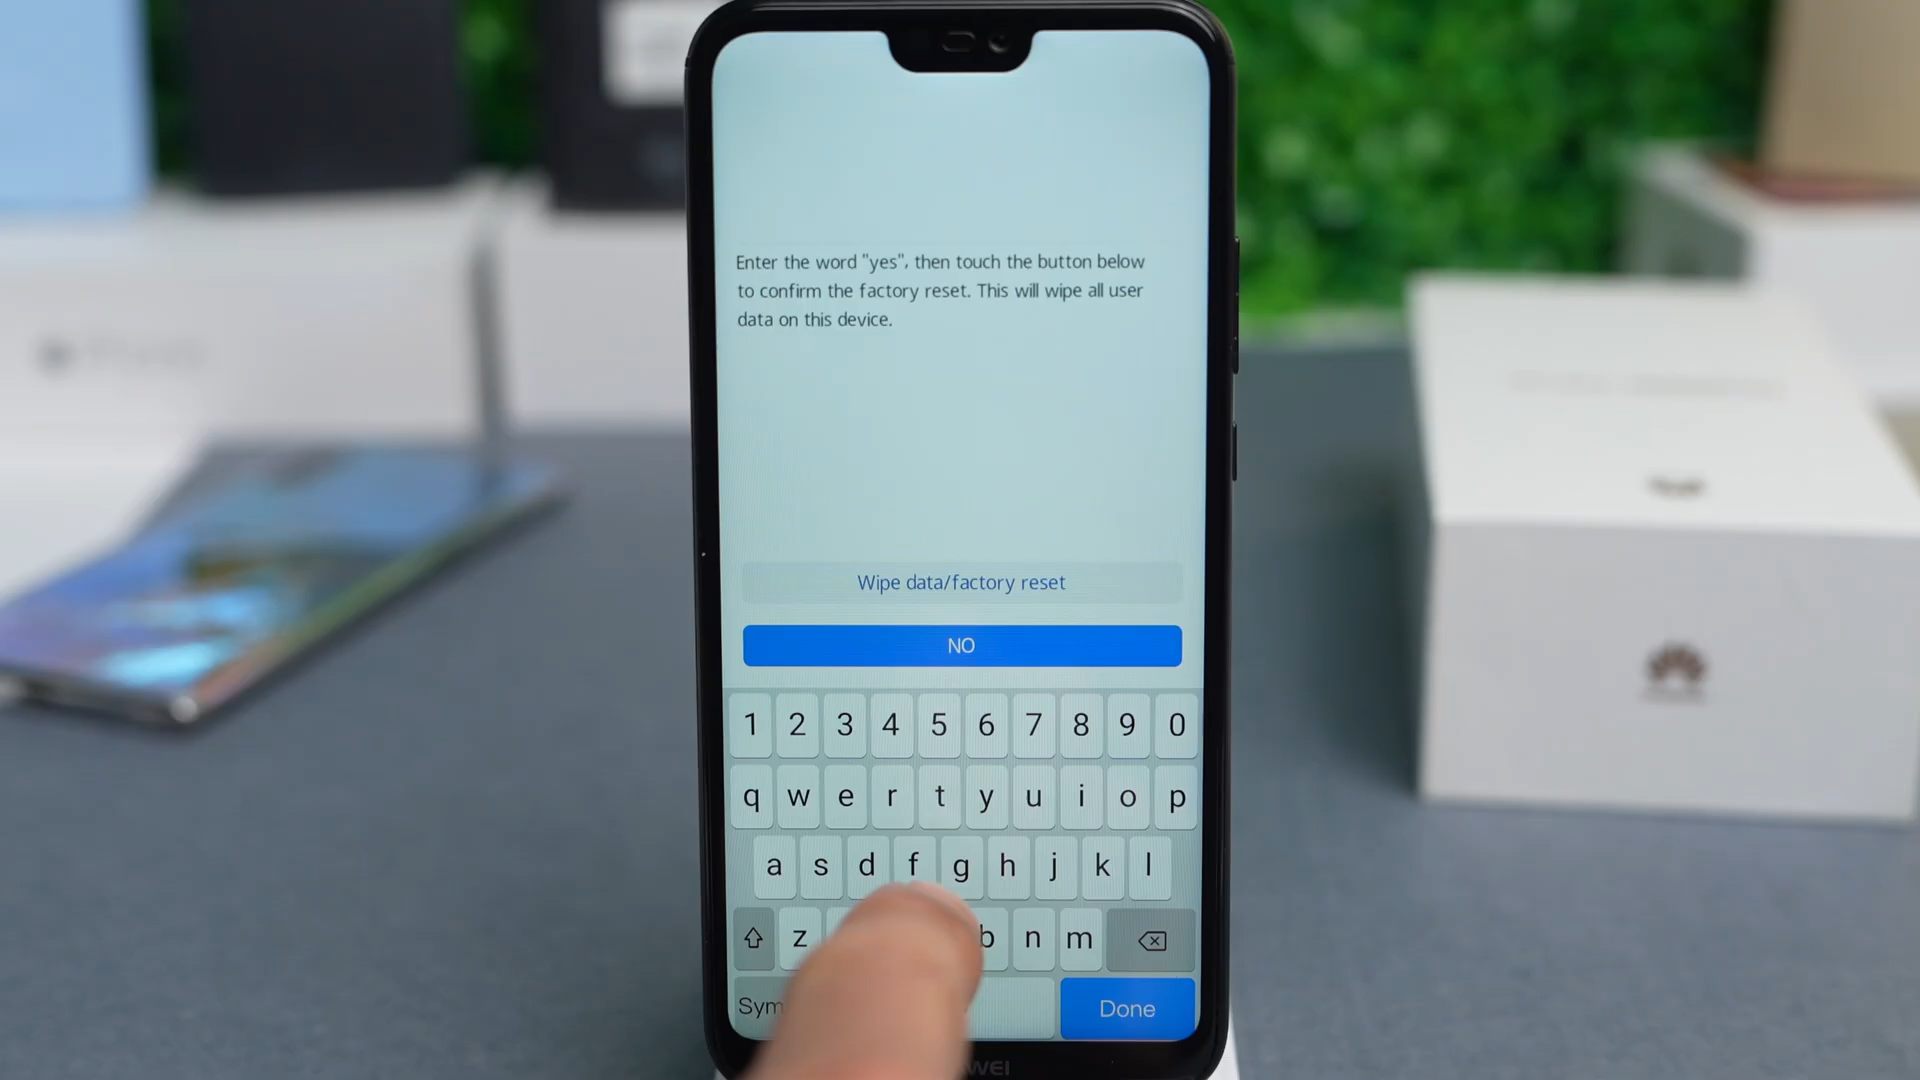 Enter the word "yes", then touch the button below
to confirm the factory reset. This will wipe all user
data on this device.
Wipe data/factory reset
NO
1 2 3 4 5 6 7 8 9 0
q w e r t y u i o p
a s d f g h j k l
z b n m
Sym Done
WEI